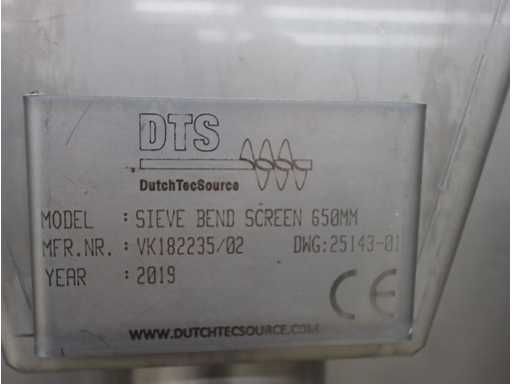 DTS
DutchTecSource
MODEL : SIEVE BEND SCREEN 650MM
MFR.NR. : VK182235/02 DWG:25143-01
YEAR : 2019
CE
WWW.DUTCHTECSOURCE.COM